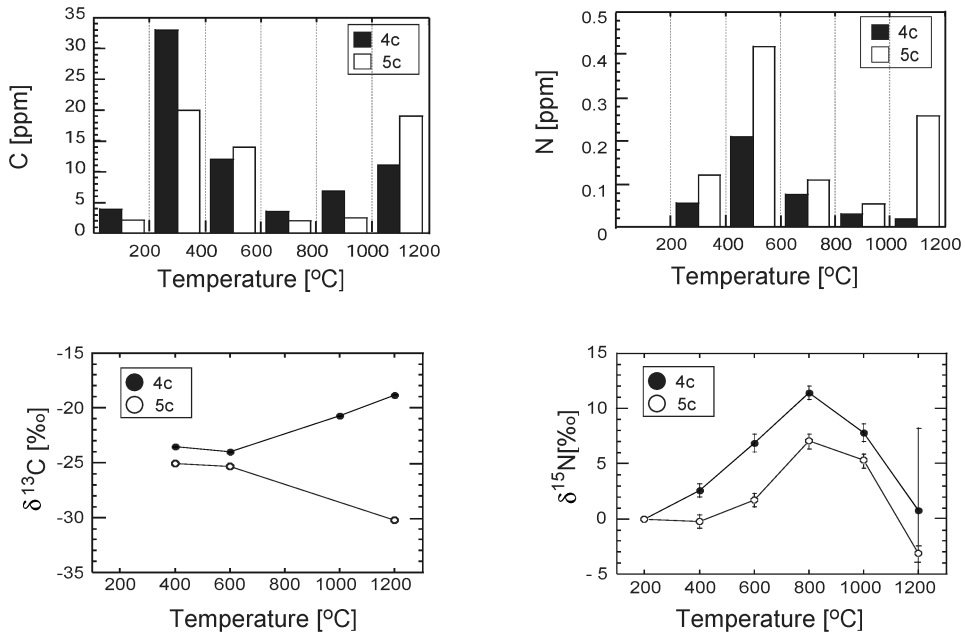 C [ppm]
35
30
25
20
15
10
5
0
4c
5c
200 400 600 800 1000 1200
Temperature [ºC]
N [ppm]
0.5
0.4
0.3
0.2
0.1
0
4c
5c
200 400 600 800 1000 1200
Temperature [ºC]
δ¹³C [‰]
-15
-20
-25
-30
-35
4c
5c
200 400 600 800 1000 1200
Temperature [ºC]
δ¹⁵N[‰]
15
10
5
0
- 5
4c
5c
200 400 600 800 1000 1200
Temperature [ºC]